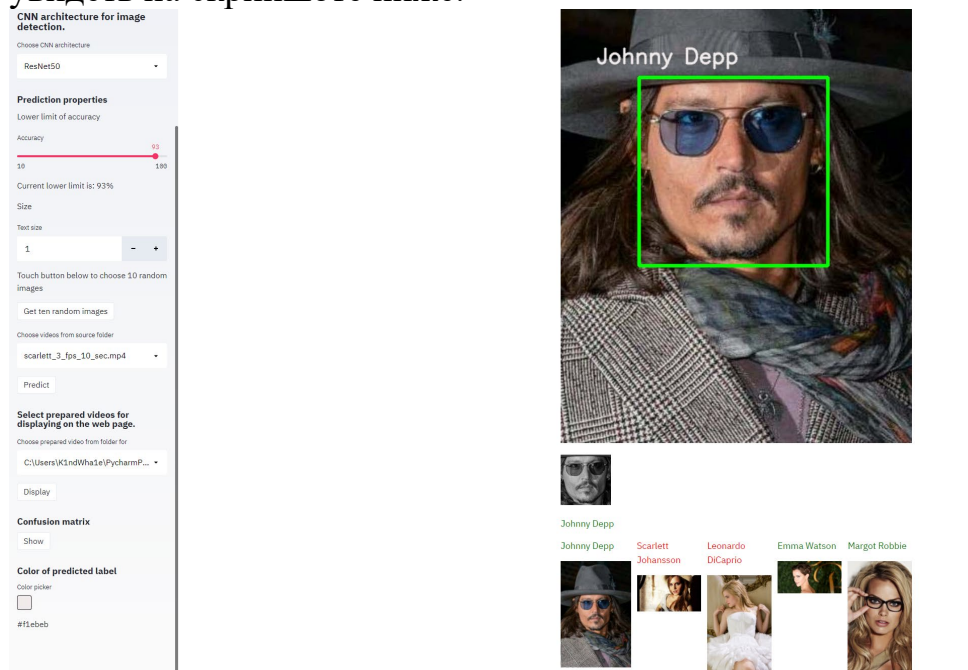 увидеть на скриншоте ниже.
CNN architecture for image
detection.
Choose CNN architecture
ResNet50
Prediction properties
Lower limit of accuracy
Accuracy
93
10
100
Current lower limit is: 93%
Size
Text size
1
- +
Touch button below to choose 10 random
images
Get ten random images
Choose videos from source folder
scarlett_3_fps_10_sec.mp4
Predict
Select prepared videos for
displaying on the web page.
Choose prepared video from folder for
C:\Users\K1ndWha1e\PycharmP...
Display
Confusion matrix
Show
Color of predicted label
Color picker
#f1ebeb
Johnny Depp
Johnny Depp
Johnny Depp
Scarlett
Johansson
Leonardo
DiCaprio
Emma Watson
Margot Robbie